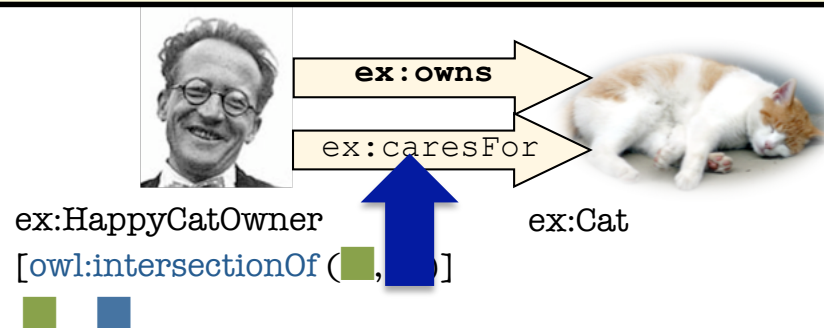 ex:owns
ex:caresFor
ex:HappyCatOwner
ex:Cat
[owl:intersectionOf ( , )]